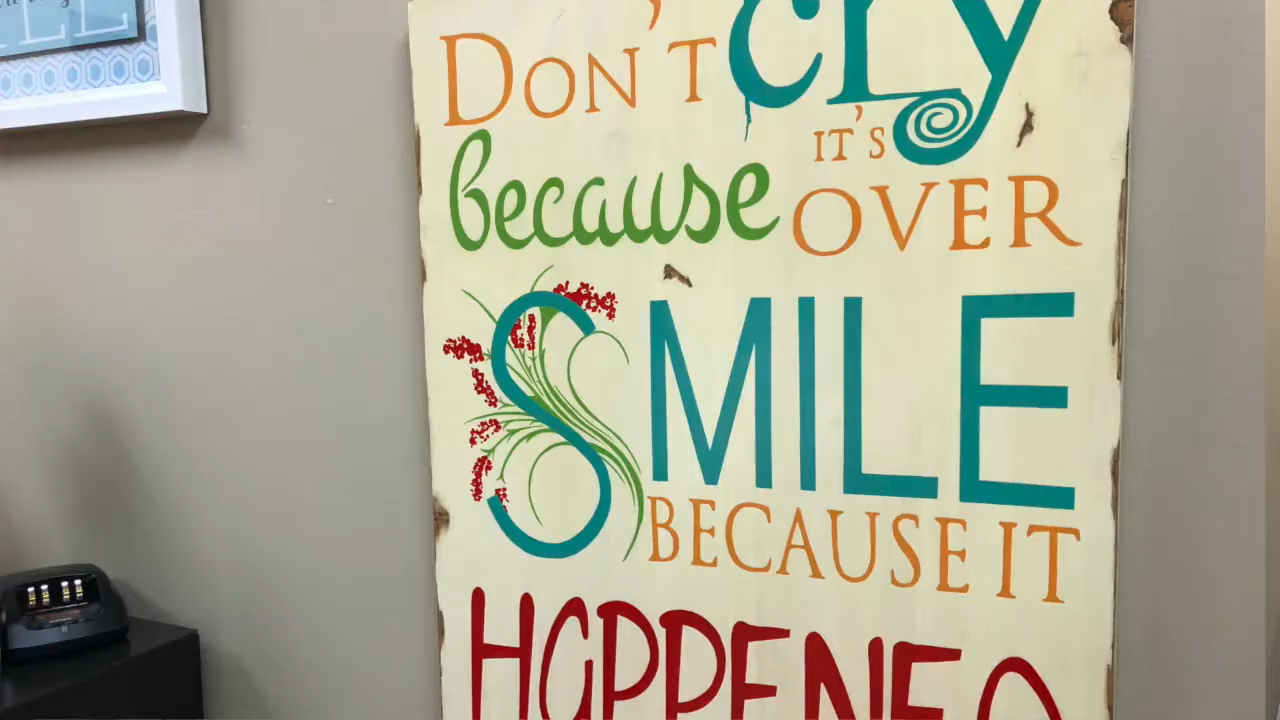 DON'T CRY
because IT'S OVER
SMILE
BECAUSE IT
HAPPENED